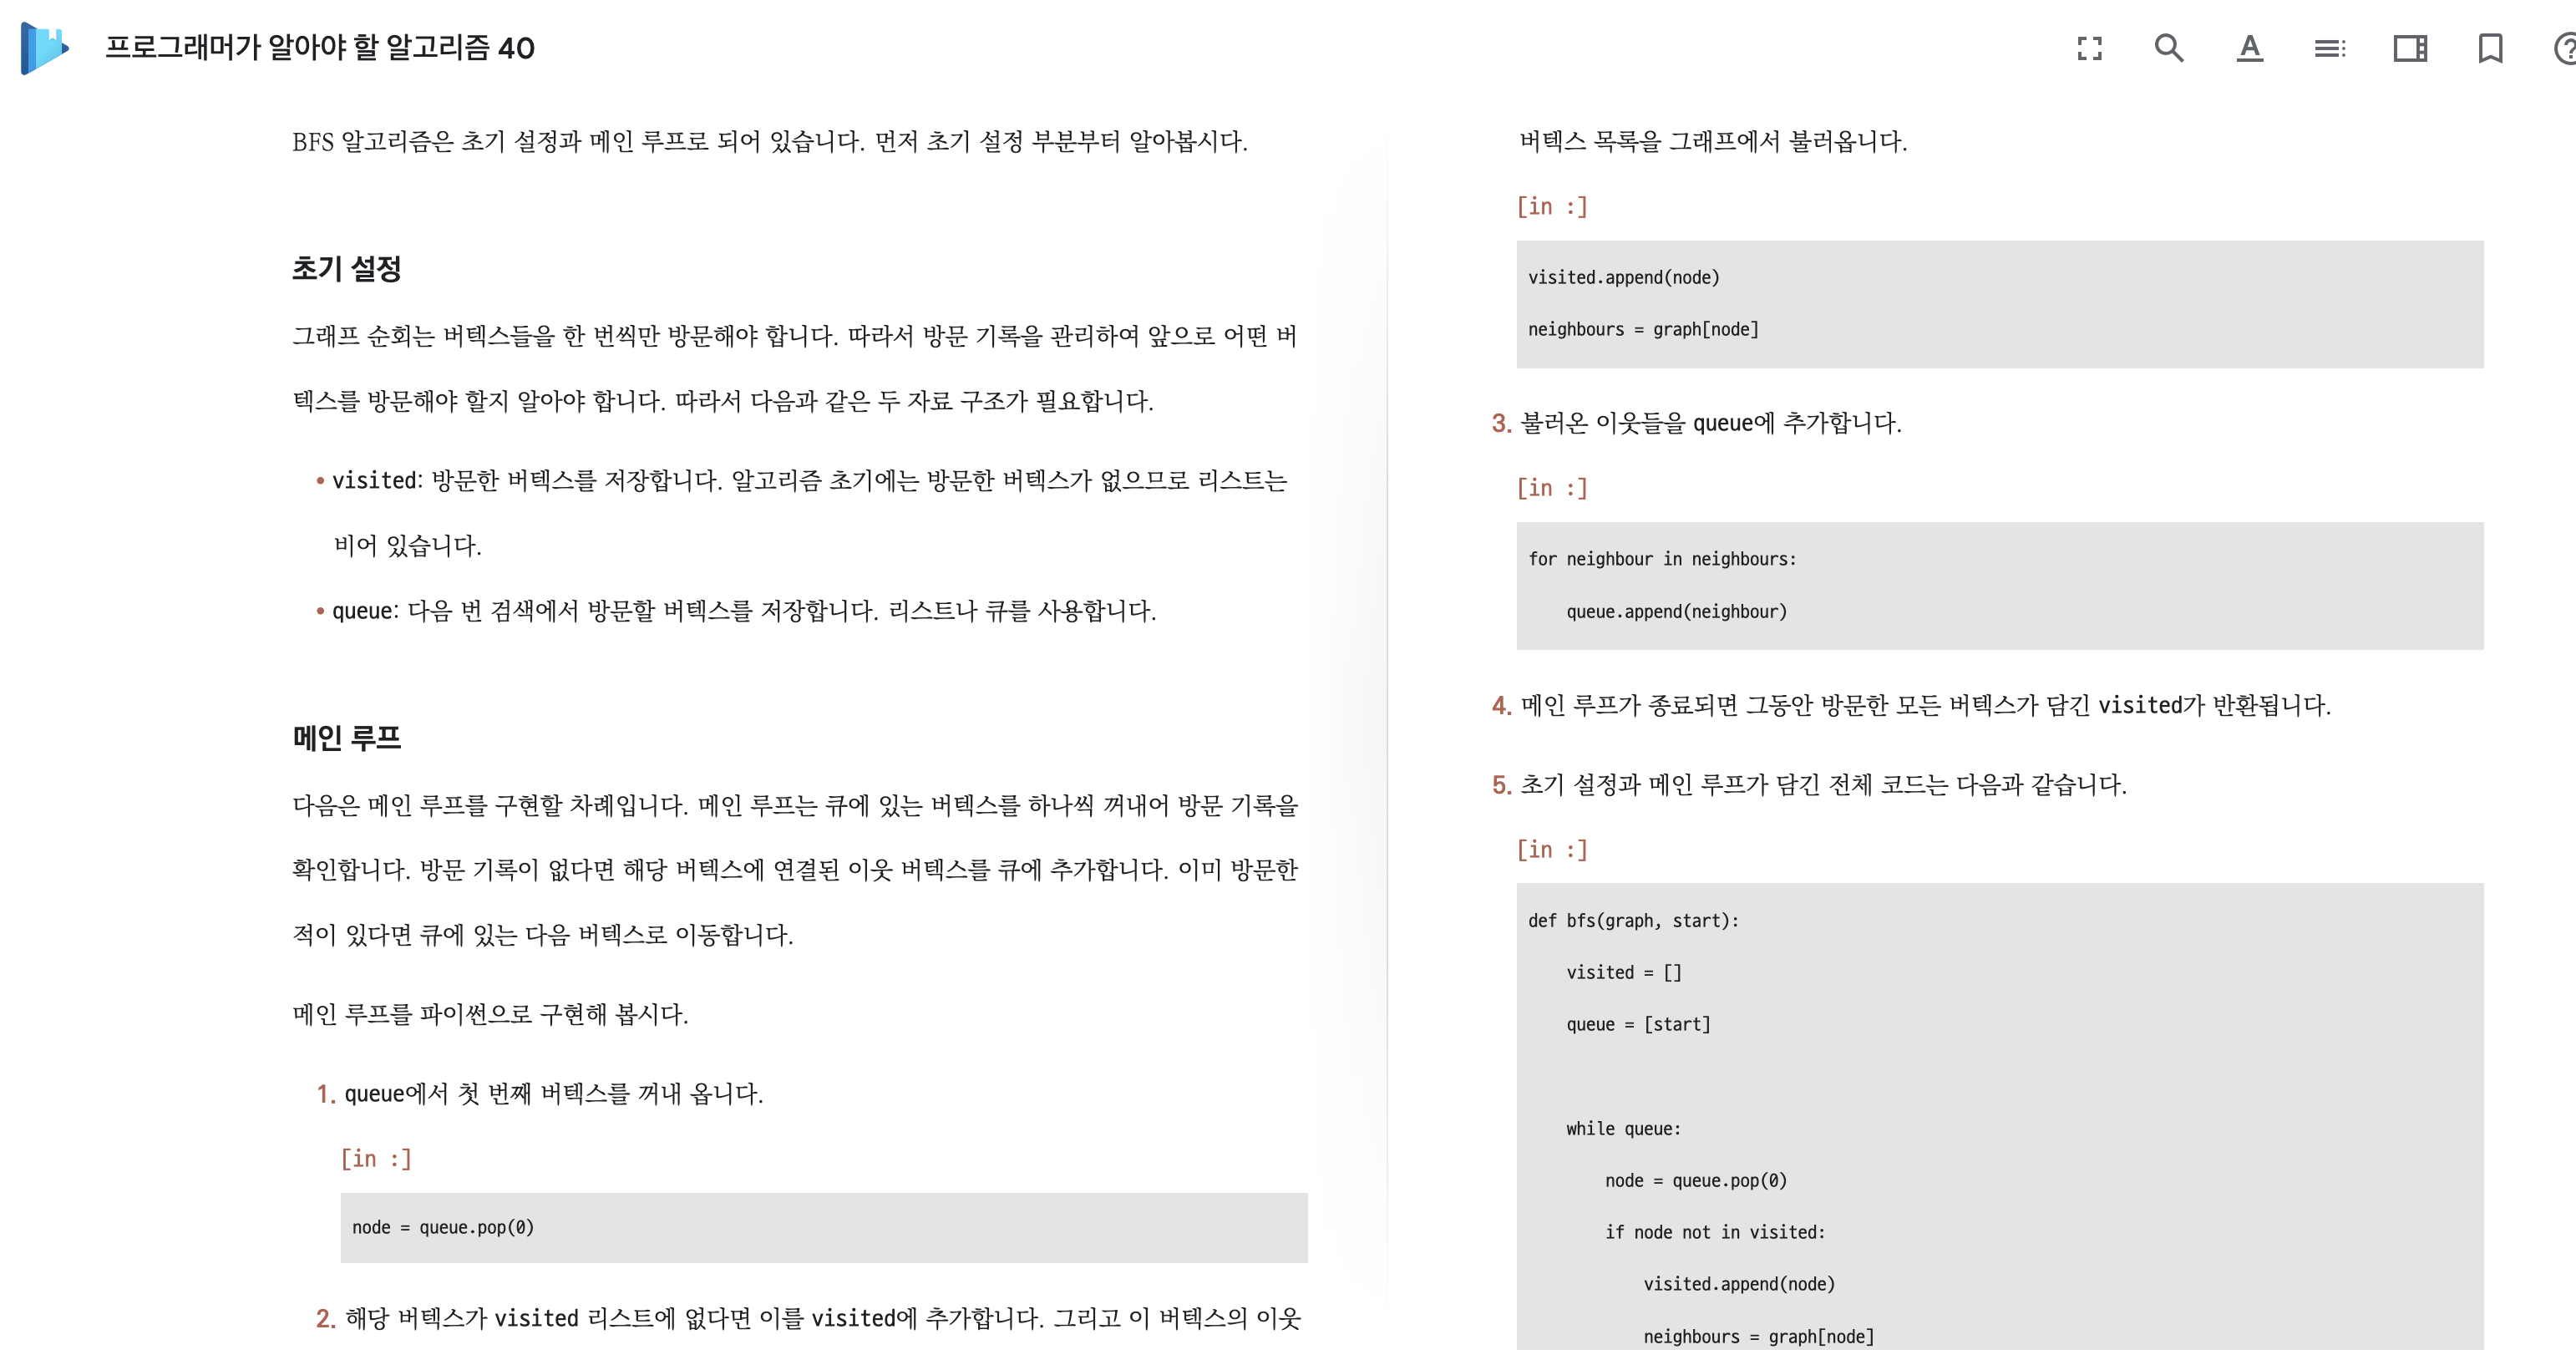 프로그래머가 알아야 할 알고리즘 40
BFS 알고리즘은 초기 설정과 메인 루프로 되어 있습니다. 먼저 초기 설정 부분부터 알아봅시다.
초기 설정
그래프 순회는 버텍스들을 한 번씩만 방문해야 합니다. 따라서 방문 기록을 관리하여 앞으로 어떤 버
텍스를 방문해야 할지 알아야 합니다. 따라서 다음과 같은 두 자료 구조가 필요합니다.
• visited: 방문한 버텍스를 저장합니다. 알고리즘 초기에는 방문한 버텍스가 없으므로 리스트는
비어 있습니다.
• queue: 다음 번 검색에서 방문할 버텍스를 저장합니다. 리스트나 큐를 사용합니다.
메인 루프
다음은 메인 루프를 구현할 차례입니다. 메인 루프는 큐에 있는 버텍스를 하나씩 꺼내어 방문 기록을
확인합니다. 방문 기록이 없다면 해당 버텍스에 연결된 이웃 버텍스를 큐에 추가합니다. 이미 방문한
적이 있다면 큐에 있는 다음 버텍스로 이동합니다.
메인 루프를 파이썬으로 구현해 봅시다.
1. queue에서 첫 번째 버텍스를 꺼내 옵니다.
[in :]
node = queue.pop(0)
2. 해당 버텍스가 visited 리스트에 없다면 이를 visited에 추가합니다. 그리고 이 버텍스의 이웃
버텍스 목록을 그래프에서 불러옵니다.
[in :]
visited.append(node)
neighbours = graph[node]
3. 불러온 이웃들을 queue에 추가합니다.
[in :]
for neighbour in neighbours:
    queue.append(neighbour)
4. 메인 루프가 종료되면 그동안 방문한 모든 버텍스가 담긴 visited가 반환됩니다.
5. 초기 설정과 메인 루프가 담긴 전체 코드는 다음과 같습니다.
[in :]
def bfs(graph, start):
    visited = []
    queue = [start]
    while queue:
        node = queue.pop(0)
        if node not in visited:
            visited.append(node)
            neighbours = graph[node]